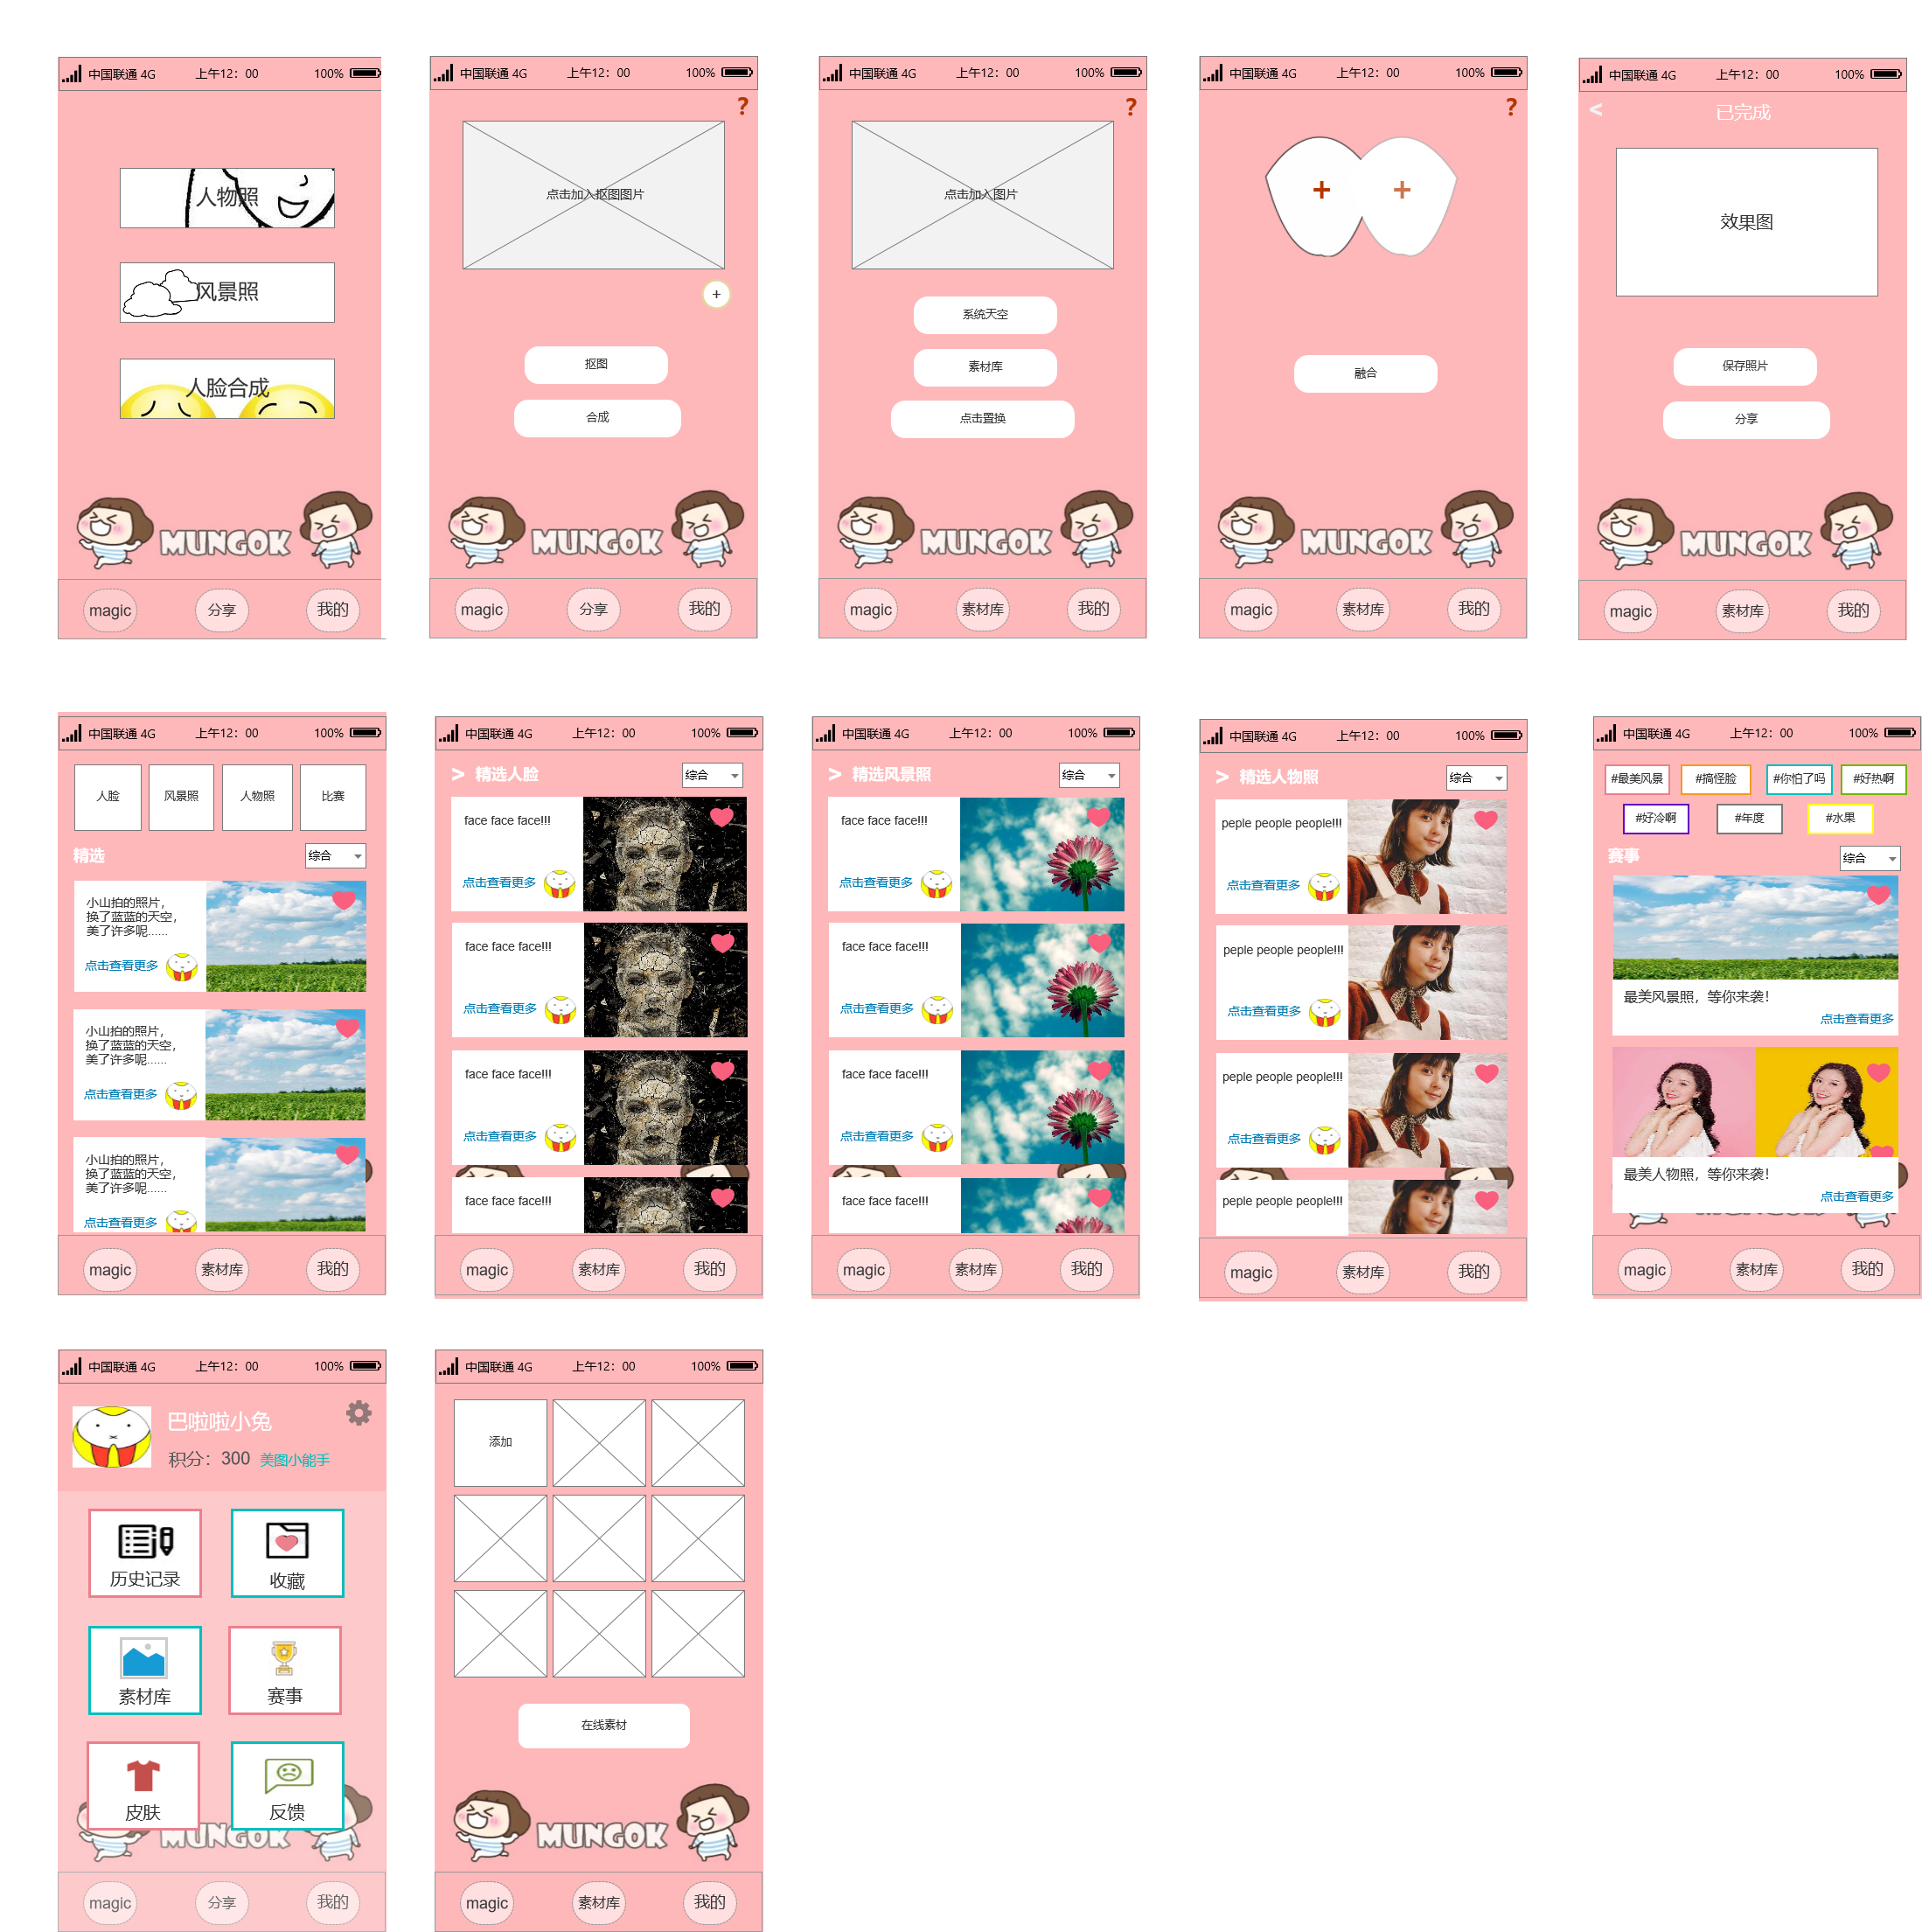 中国联通 4G 上午12：00 100%
人物照
风景照
人脸合成
MUNGOK
magic 分享 我的
中国联通 4G 上午12：00 100%
?
点击加入抠图图片
+
抠图
合成
MUNGOK
magic 分享 我的
中国联通 4G 上午12：00 100%
?
点击加入图片
系统天空
素材库
点击置换
MUNGOK
magic 素材库 我的
中国联通 4G 上午12：00 100%
?
+ +
融合
MUNGOK
magic 素材库 我的
中国联通 4G 上午12：00 100%
< 已完成
效果图
保存照片
分享
MUNGOK
magic 素材库 我的
中国联通 4G 上午12：00 100%
人脸 风景照 人物照 比赛
精选 综合
小山拍的照片，
换了蓝蓝的天空，
美了许多呢......
点击查看更多
小山拍的照片，
换了蓝蓝的天空，
美了许多呢......
点击查看更多
小山拍的照片，
换了蓝蓝的天空，
美了许多呢......
点击查看更多
magic 素材库 我的
中国联通 4G 上午12：00 100%
> 精选人脸 综合
face face face!!!
点击查看更多
face face face!!!
点击查看更多
face face face!!!
点击查看更多
face face face!!!
magic 素材库 我的
中国联通 4G 上午12：00 100%
> 精选风景照 综合
face face face!!!
点击查看更多
face face face!!!
点击查看更多
face face face!!!
点击查看更多
face face face!!!
magic 素材库 我的
中国联通 4G 上午12：00 100%
> 精选人物照 综合
peple people people!!!
点击查看更多
peple people people!!!
点击查看更多
peple people people!!!
点击查看更多
peple people people!!!
magic 素材库 我的
中国联通 4G 上午12：00 100%
#最美风景 #搞怪脸 #你怕了吗 #好热啊
#好冷啊 #年度 #水果
赛事 综合
最美风景照，等你来袭！
点击查看更多
最美人物照，等你来袭！
点击查看更多
magic 素材库 我的
中国联通 4G 上午12：00 100%
巴啦啦小兔
积分：300 美图小能手
历史记录 收藏
素材库 赛事
皮肤 反馈
MUNGOK
magic 分享 我的
中国联通 4G 上午12：00 100%
添加
在线素材
MUNGOK
magic 素材库 我的